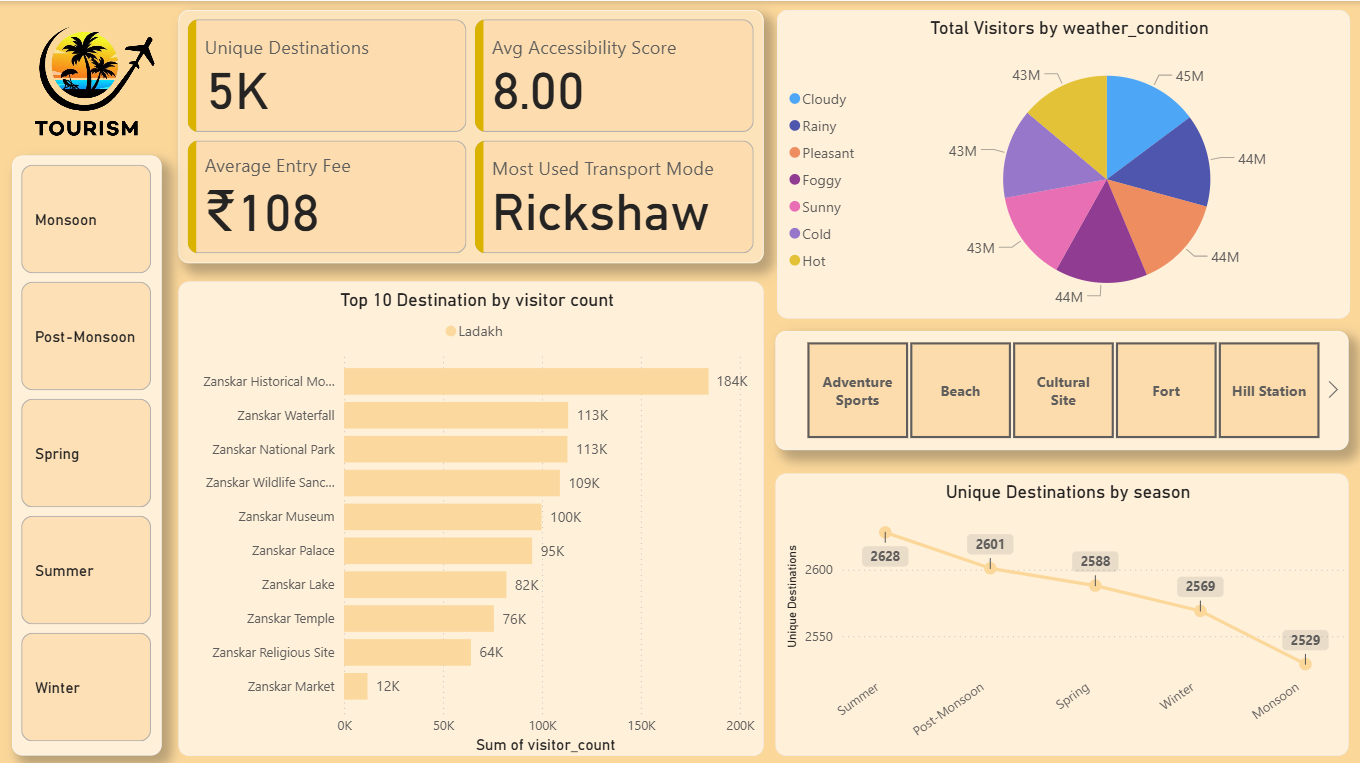 TOURISM
Monsoon
Post-Monsoon
Spring
Summer
Winter
Unique Destinations
5K
Avg Accessibility Score
8.00
Average Entry Fee
₹108
Most Used Transport Mode
Rickshaw
Top 10 Destination by visitor count
Ladakh
Zanskar Historical Mo...
184K
Zanskar Waterfall
113K
Zanskar National Park
113K
Zanskar Wildlife Sanc...
109K
Zanskar Museum
100K
Zanskar Palace
95K
Zanskar Lake
82K
Zanskar Temple
76K
Zanskar Religious Site
64K
Zanskar Market
12K
0K
50K
100K
150K
200K
Sum of visitor_count
Total Visitors by weather_condition
Cloudy
Rainy
Pleasant
Foggy
Sunny
Cold
Hot
45M
44M
44M
44M
43M
43M
43M
Adventure
Sports
Beach
Cultural
Site
Fort
Hill Station
Unique Destinations by season
Unique Destinations
2600
2550
2628
2601
2588
2569
2529
Summer
Post-Monsoon
Spring
Winter
Monsoon